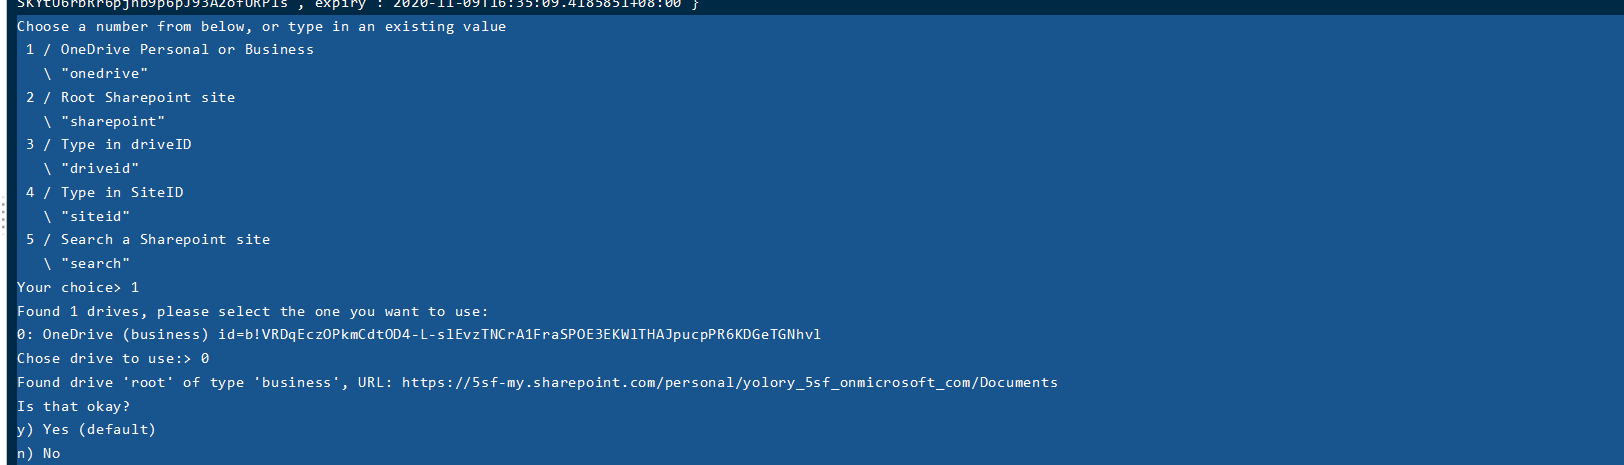 expiry : 2020-11-09T16:35:09.4185851+08:00 }
Choose a number from below, or type in an existing value
1 / OneDrive Personal or Business
\ "onedrive"
2 / Root Sharepoint site
\ "sharepoint"
3 / Type in driveID
\ "driveid"
4 / Type in SiteID
\ "siteid"
5 / Search a Sharepoint site
\ "search"
Your choice> 1
Found 1 drives, please select the one you want to use:
0: OneDrive (business) id=b!VRDqEczOPkmCdtOD4-L-slEvzTNCrA1FraSPOE3EKWlTHAJpucpPR6KDGeTGNhvl
Chose drive to use:> 0
Found drive 'root' of type 'business', URL: https://5sf-my.sharepoint.com/personal/yolory_5sf_onmicrosoft_com/Documents
Is that okay?
y) Yes (default)
n) No